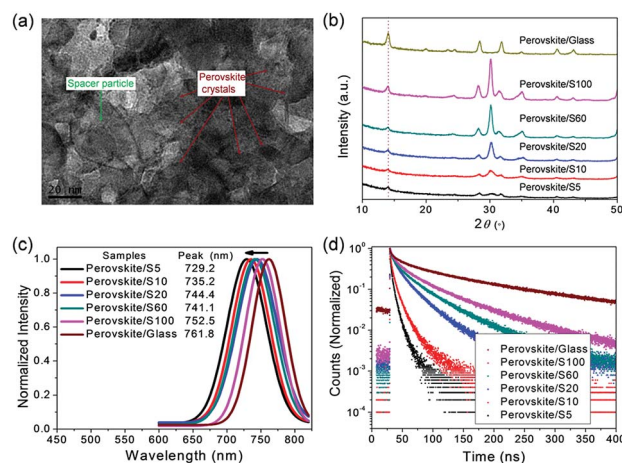 (a)
Spacer particle
Perovskite
crystals
20 nm
(b)
Intensity (a.u.)
Perovskite/Glass
Perovskite/S100
Perovskite/S60
Perovskite/S20
Perovskite/S10
Perovskite/S5
10 20 30 40 50
2 θ (°)
(c)
Normalized Intensity
1.0
0.8
0.6
0.4
0.2
0.0
Samples Peak (nm)
Perovskite/S5 729.2
Perovskite/S10 735.2
Perovskite/S20 744.4
Perovskite/S60 741.1
Perovskite/S100 752.5
Perovskite/Glass 761.8
450 500 550 600 650 700 750 800
Wavelength (nm)
(d)
Counts (Normalized)
10⁰
10⁻¹
10⁻²
10⁻³
10⁻⁴
Perovskite/Glass
Perovskite/S100
Perovskite/S60
Perovskite/S20
Perovskite/S10
Perovskite/S5
0 50 100 150 200 250 300 350 400
Time (ns)